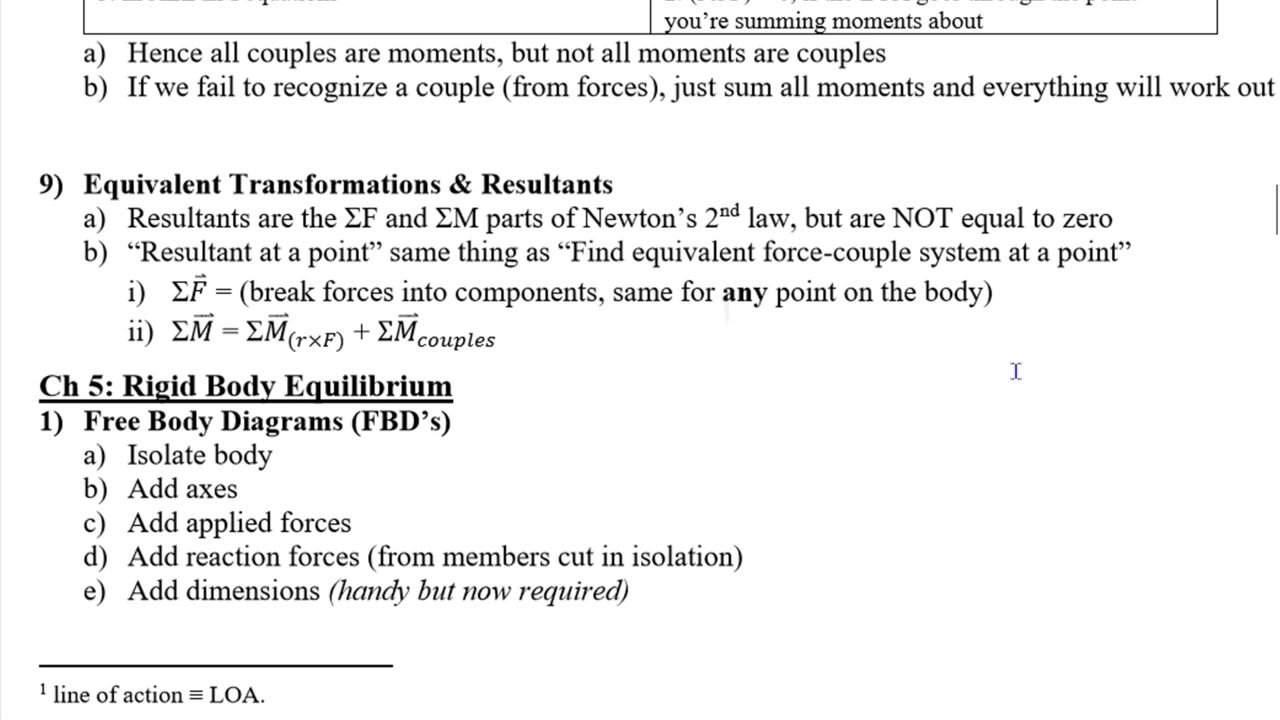 you're summing moments about
a) Hence all couples are moments, but not all moments are couples
b) If we fail to recognize a couple (from forces), just sum all moments and everything will work out
9) Equivalent Transformations & Resultants
a) Resultants are the ΣF and ΣM parts of Newton's 2nd law, but are NOT equal to zero
b) “Resultant at a point” same thing as “Find equivalent force-couple system at a point”
i) ΣF⃗ = (break forces into components, same for any point on the body)
ii) ΣM⃗ = ΣM⃗(r×F) + ΣM⃗couples
Ch 5: Rigid Body Equilibrium
1) Free Body Diagrams (FBD's)
a) Isolate body
b) Add axes
c) Add applied forces
d) Add reaction forces (from members cut in isolation)
e) Add dimensions (handy but now required)
1 line of action ≡ LOA.